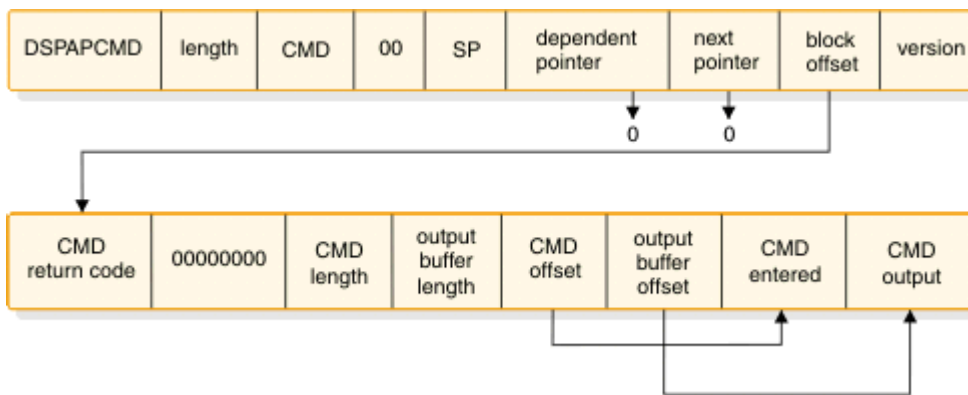 DSPAPCMD
length
CMD
00
SP
dependent
pointer
next
pointer
block
offset
version
0
0
CMD
return code
00000000
CMD
length
output
buffer
length
CMD
offset
output
buffer
offset
CMD
entered
CMD
output